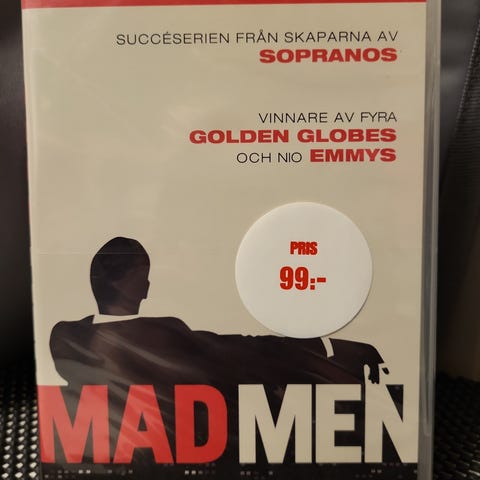 SUCCÉSERIEN FRÅN SKAPARNA AV
SOPRANOS
VINNARE AV FYRA
GOLDEN GLOBES
OCH NIO EMMYS
PRIS
99:-
MAD MEN